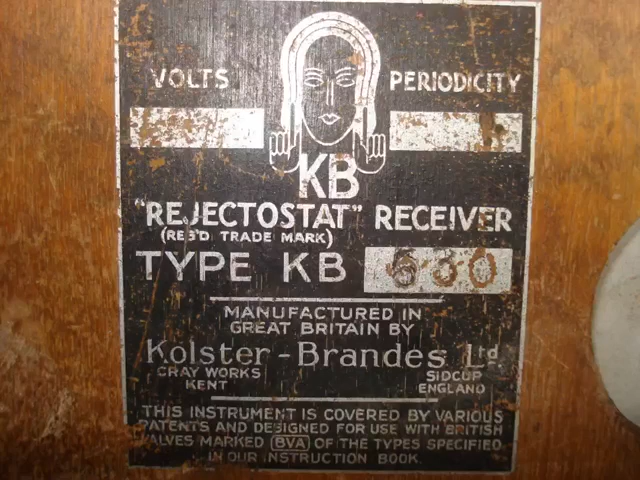 VOLTS PERIODICITY
KB
"REJECTOSTAT" RECEIVER
(REG'D TRADE MARK)
TYPE KB 630
MANUFACTURED IN
GREAT BRITAIN BY
Kolster-Brandes Ltd
CRAY WORKS SIDCUP
KENT ENGLAND
THIS INSTRUMENT IS COVERED BY VARIOUS
PATENTS AND DESIGNED FOR USE WITH BRITISH
VALVES MARKED (BVA) OF THE TYPES SPECIFIED
IN OUR INSTRUCTION BOOK.